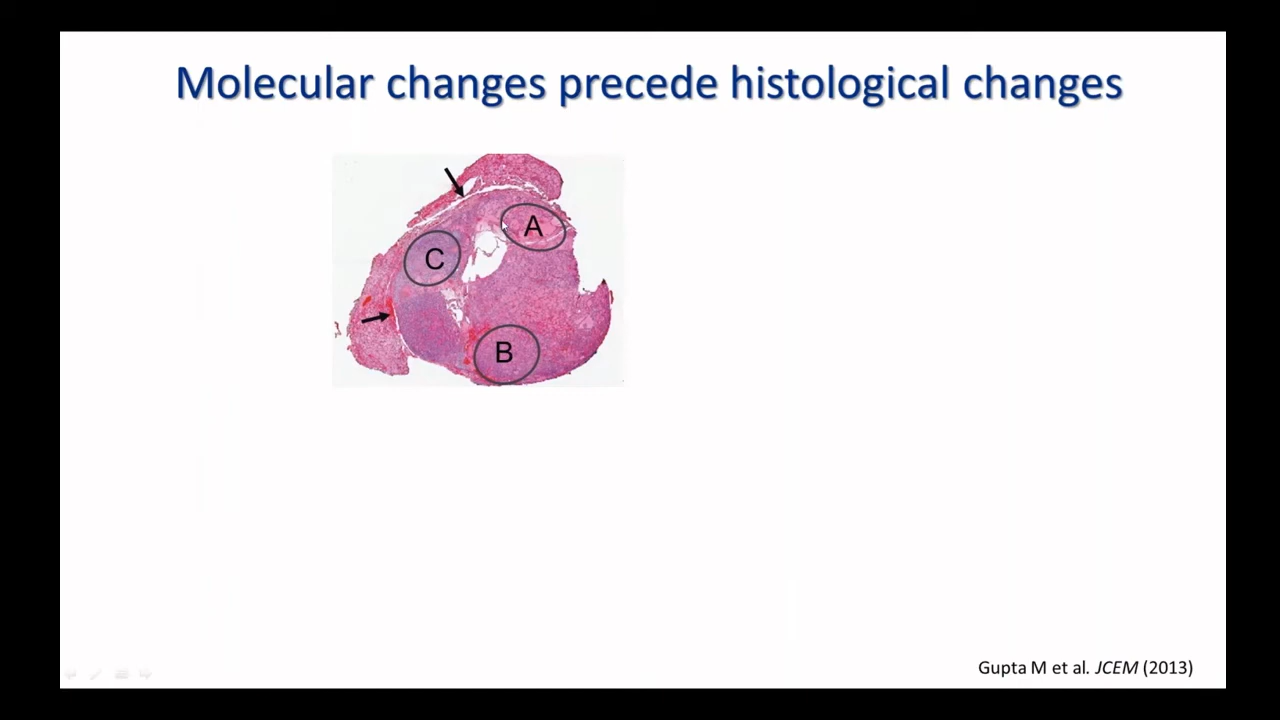 Molecular changes precede histological changes
A
C
B
Gupta M et al. JCEM (2013)